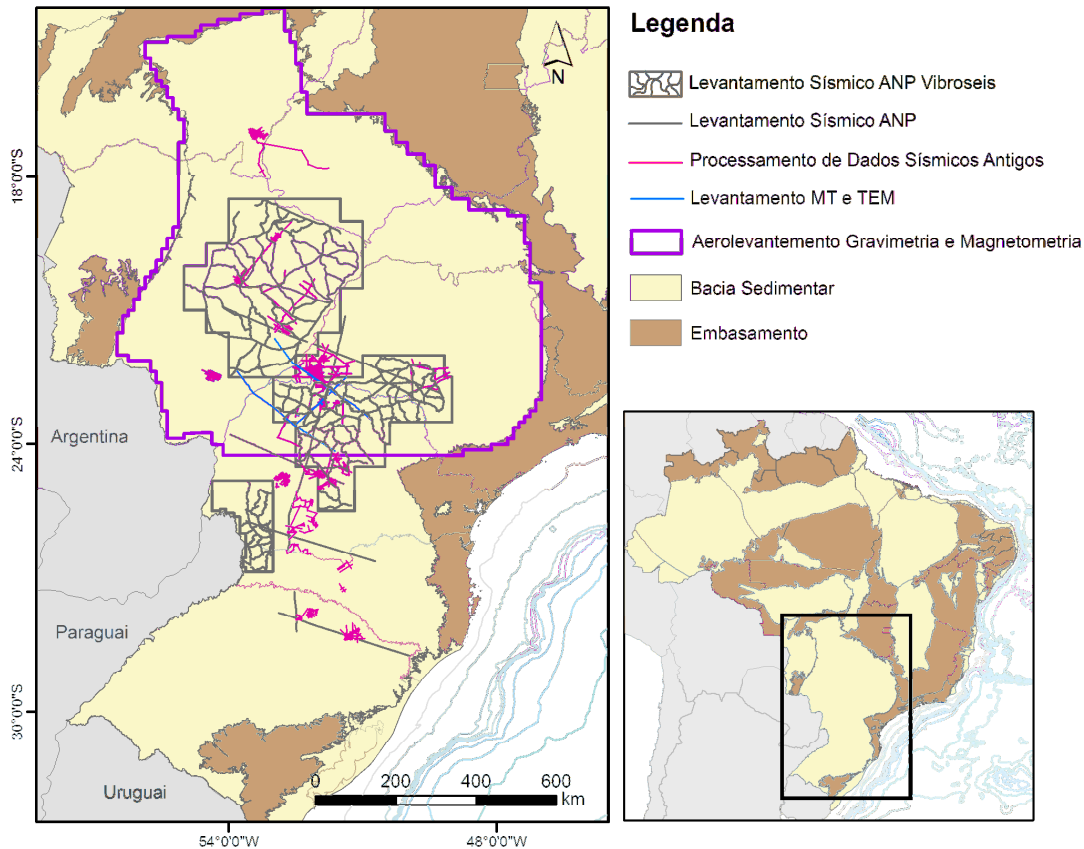 Legenda
N
Levantamento Sísmico ANP Vibroseis
Levantamento Sísmico ANP
Processamento de Dados Sísmicos Antigos
Levantamento MT e TEM
Aerolevantemento Gravimetria e Magnetometria
Bacia Sedimentar
Embasamento
18°0'0"S
24°0'0"S
30°0'0"S
Argentina
Paraguai
Uruguai
0 200 400 600
km
54°0'0"W
48°0'0"W